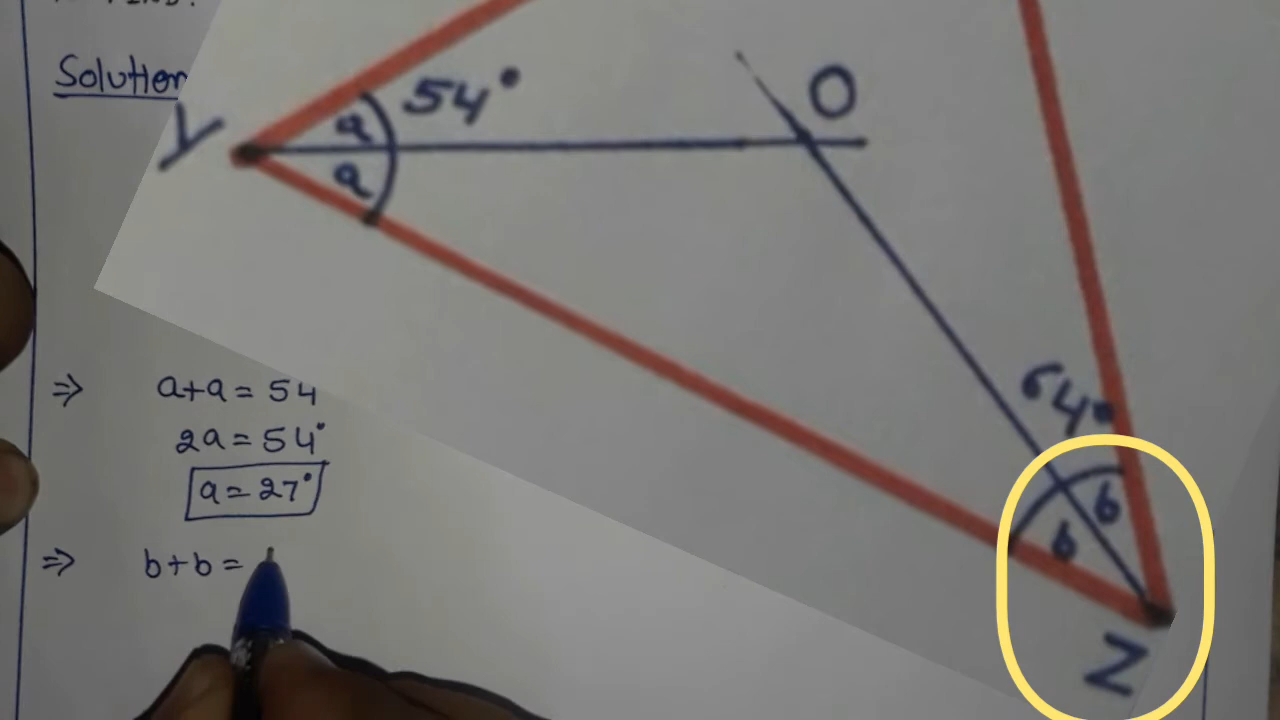 Solution
Y
a
54°
O
a
64°
b
b
Z
⇒ a+a = 54
2a = 54°
a = 27°
⇒ b+b =